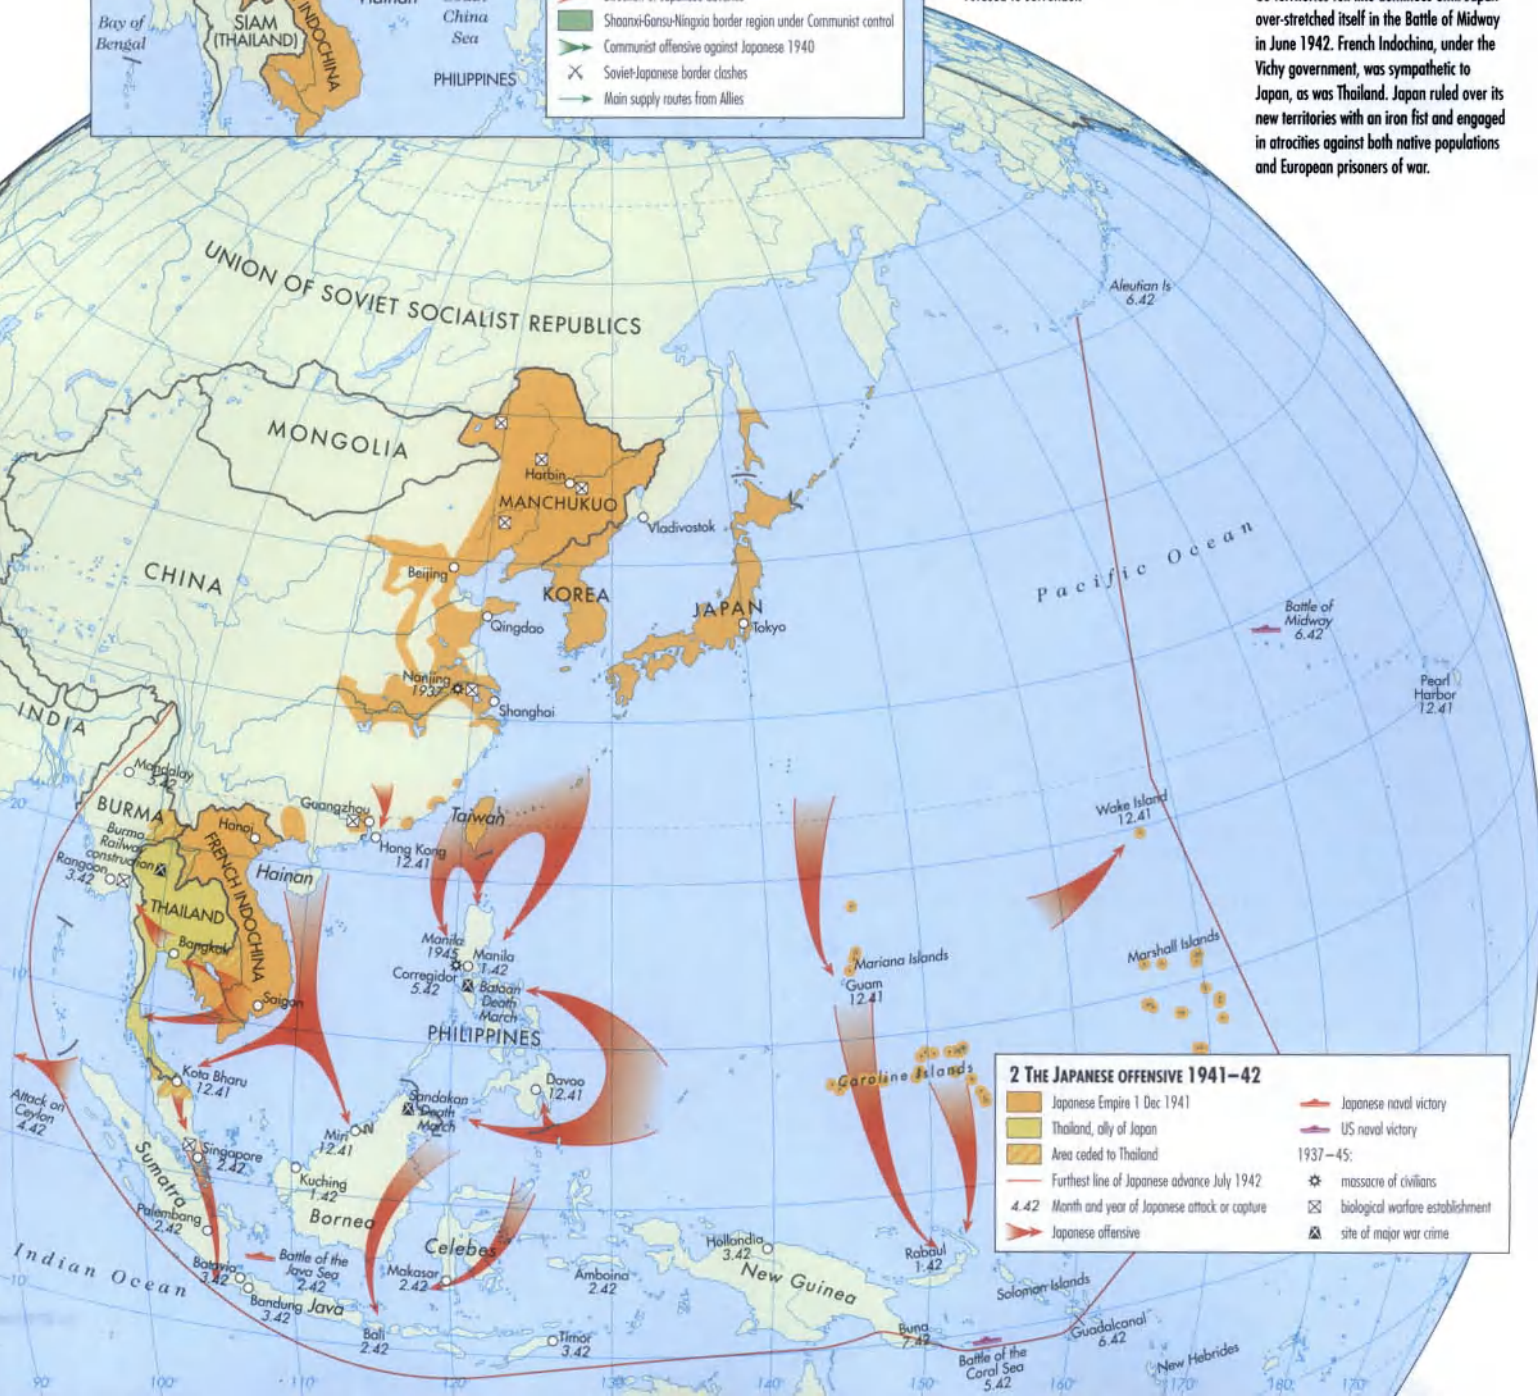 Bay of
Bengal
SIAM
(THAILAND)
INDOCHINA
China
Sea
PHILIPPINES
Shaanxi-Gansu-Ningxia border region under Communist control
Communist offensive against Japanese 1940
Soviet-Japanese border clashes
Main supply routes from Allies
over-stretched itself in the Battle of Midway
in June 1942. French Indochina, under the
Vichy government, was sympathetic to
Japan, as was Thailand. Japan ruled over its
new territories with an iron fist and engaged
in atrocities against both native populations
and European prisoners of war.
UNION OF SOVIET SOCIALIST REPUBLICS
Aleutian Is
6.42
MONGOLIA
Harbin
MANCHUKUO
Vladivostok
CHINA
Beijing
KOREA
JAPAN
Tokyo
Qingdao
Nanjing
1937
Shanghai
Pacific Ocean
Battle of
Midway
6.42
Pearl
Harbor
12.41
INDIA
Mandalay
5.42
BURMA
Burma
Railway
construction
Rangoon
3.42
20
Hanoi
FRENCH INDOCHINA
Guangzhou
Hong Kong
12.41
Hainan
Taiwan
THAILAND
Bangkok
Saigon
Wake Island
12.41
Manila
1945
Manila
1.42
Corregidor
5.42
Bataan
Death
March
PHILIPPINES
Mariana Islands
Guam
12.41
Marshall Islands
10
Attack on
Ceylon
4.42
Kota Bharu
12.41
Sandakan
Death
March
Davao
12.41
Caroline Islands
Miri
12.41
Singapore
2.42
Sumatra
Kuching
1.42
Borneo
Palembang
2.42
Celebes
Indian Ocean
10
Batavia
3.42
Battle of the
Java Sea
2.42
Makasar
2.42
Amboina
2.42
Hollandia
3.42
New Guinea
Rabaul
1.42
Solomon Islands
Bandung
3.42
Java
Bali
2.42
Timor
3.42
Buna
7.42
Battle of the
Coral Sea
5.42
Guadalcanal
6.42
New Hebrides
90 100 110 120 130 140 150 160 170 180 170
2 THE JAPANESE OFFENSIVE 1941–42
Japanese Empire 1 Dec 1941
Thailand, ally of Japan
Area ceded to Thailand
Furthest line of Japanese advance July 1942
4.42 Month and year of Japanese attack or capture
Japanese offensive
Japanese naval victory
US naval victory
1937–45:
massacre of civilians
biological warfare establishment
site of major war crime